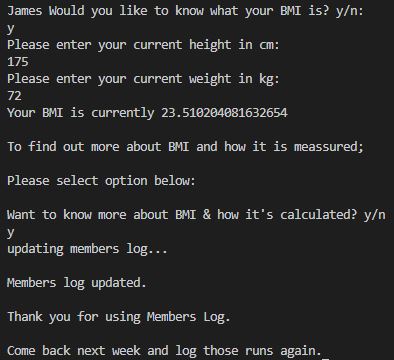 James Would you like to know what your BMI is? y/n:
y
Please enter your current height in cm:
175
Please enter your current weight in kg:
72
Your BMI is currently 23.510204081632654
To find out more about BMI and how it is meassured;
Please select option below:
Want to know more about BMI & how it's calculated? y/n
y
updating members log...
Members log updated.
Thank you for using Members Log.
Come back next week and log those runs again.